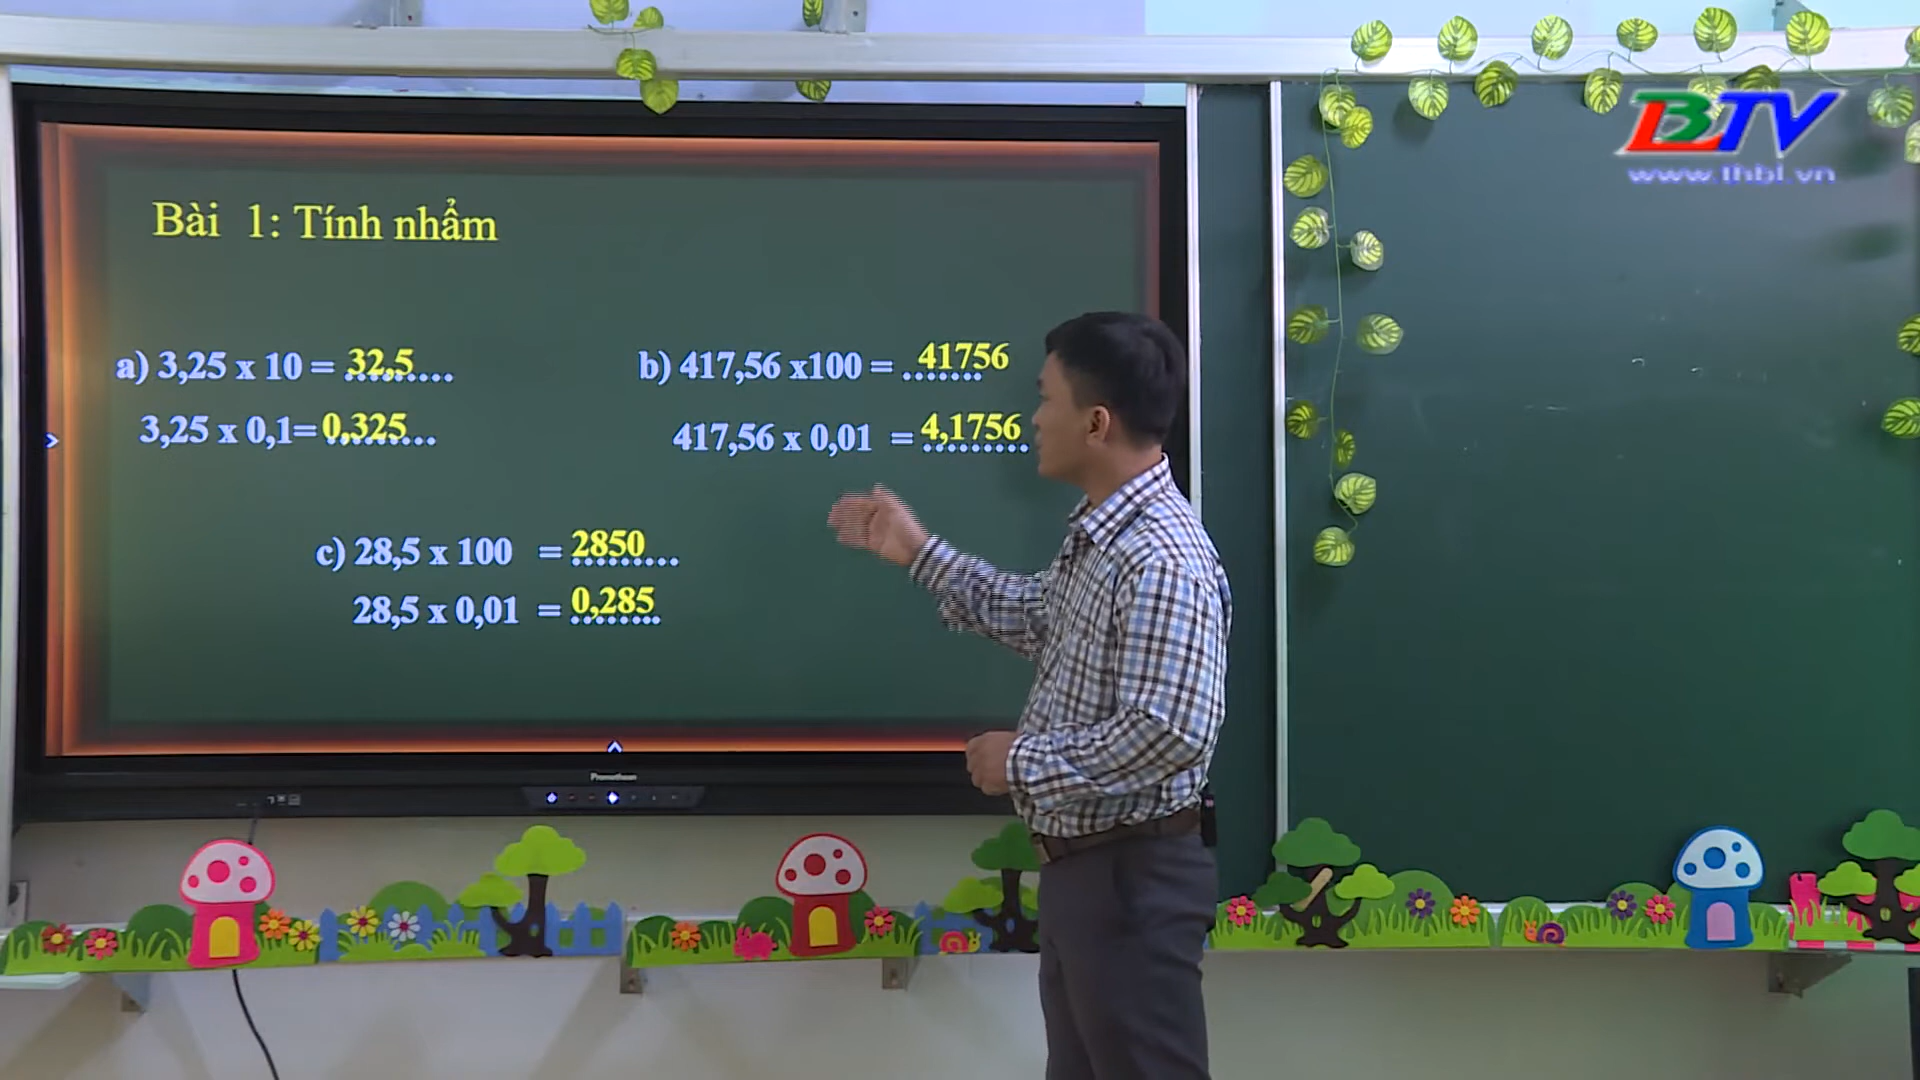 BTV
www.thbl.vn
Bài 1: Tính nhẩm
a) 3,25 x 10 = 32,5
3,25 x 0,1= 0,325
b) 417,56 x100 = 41756
417,56 x 0,01 = 4,1756
c) 28,5 x 100 = 2850
28,5 x 0,01 = 0,285
Promethean